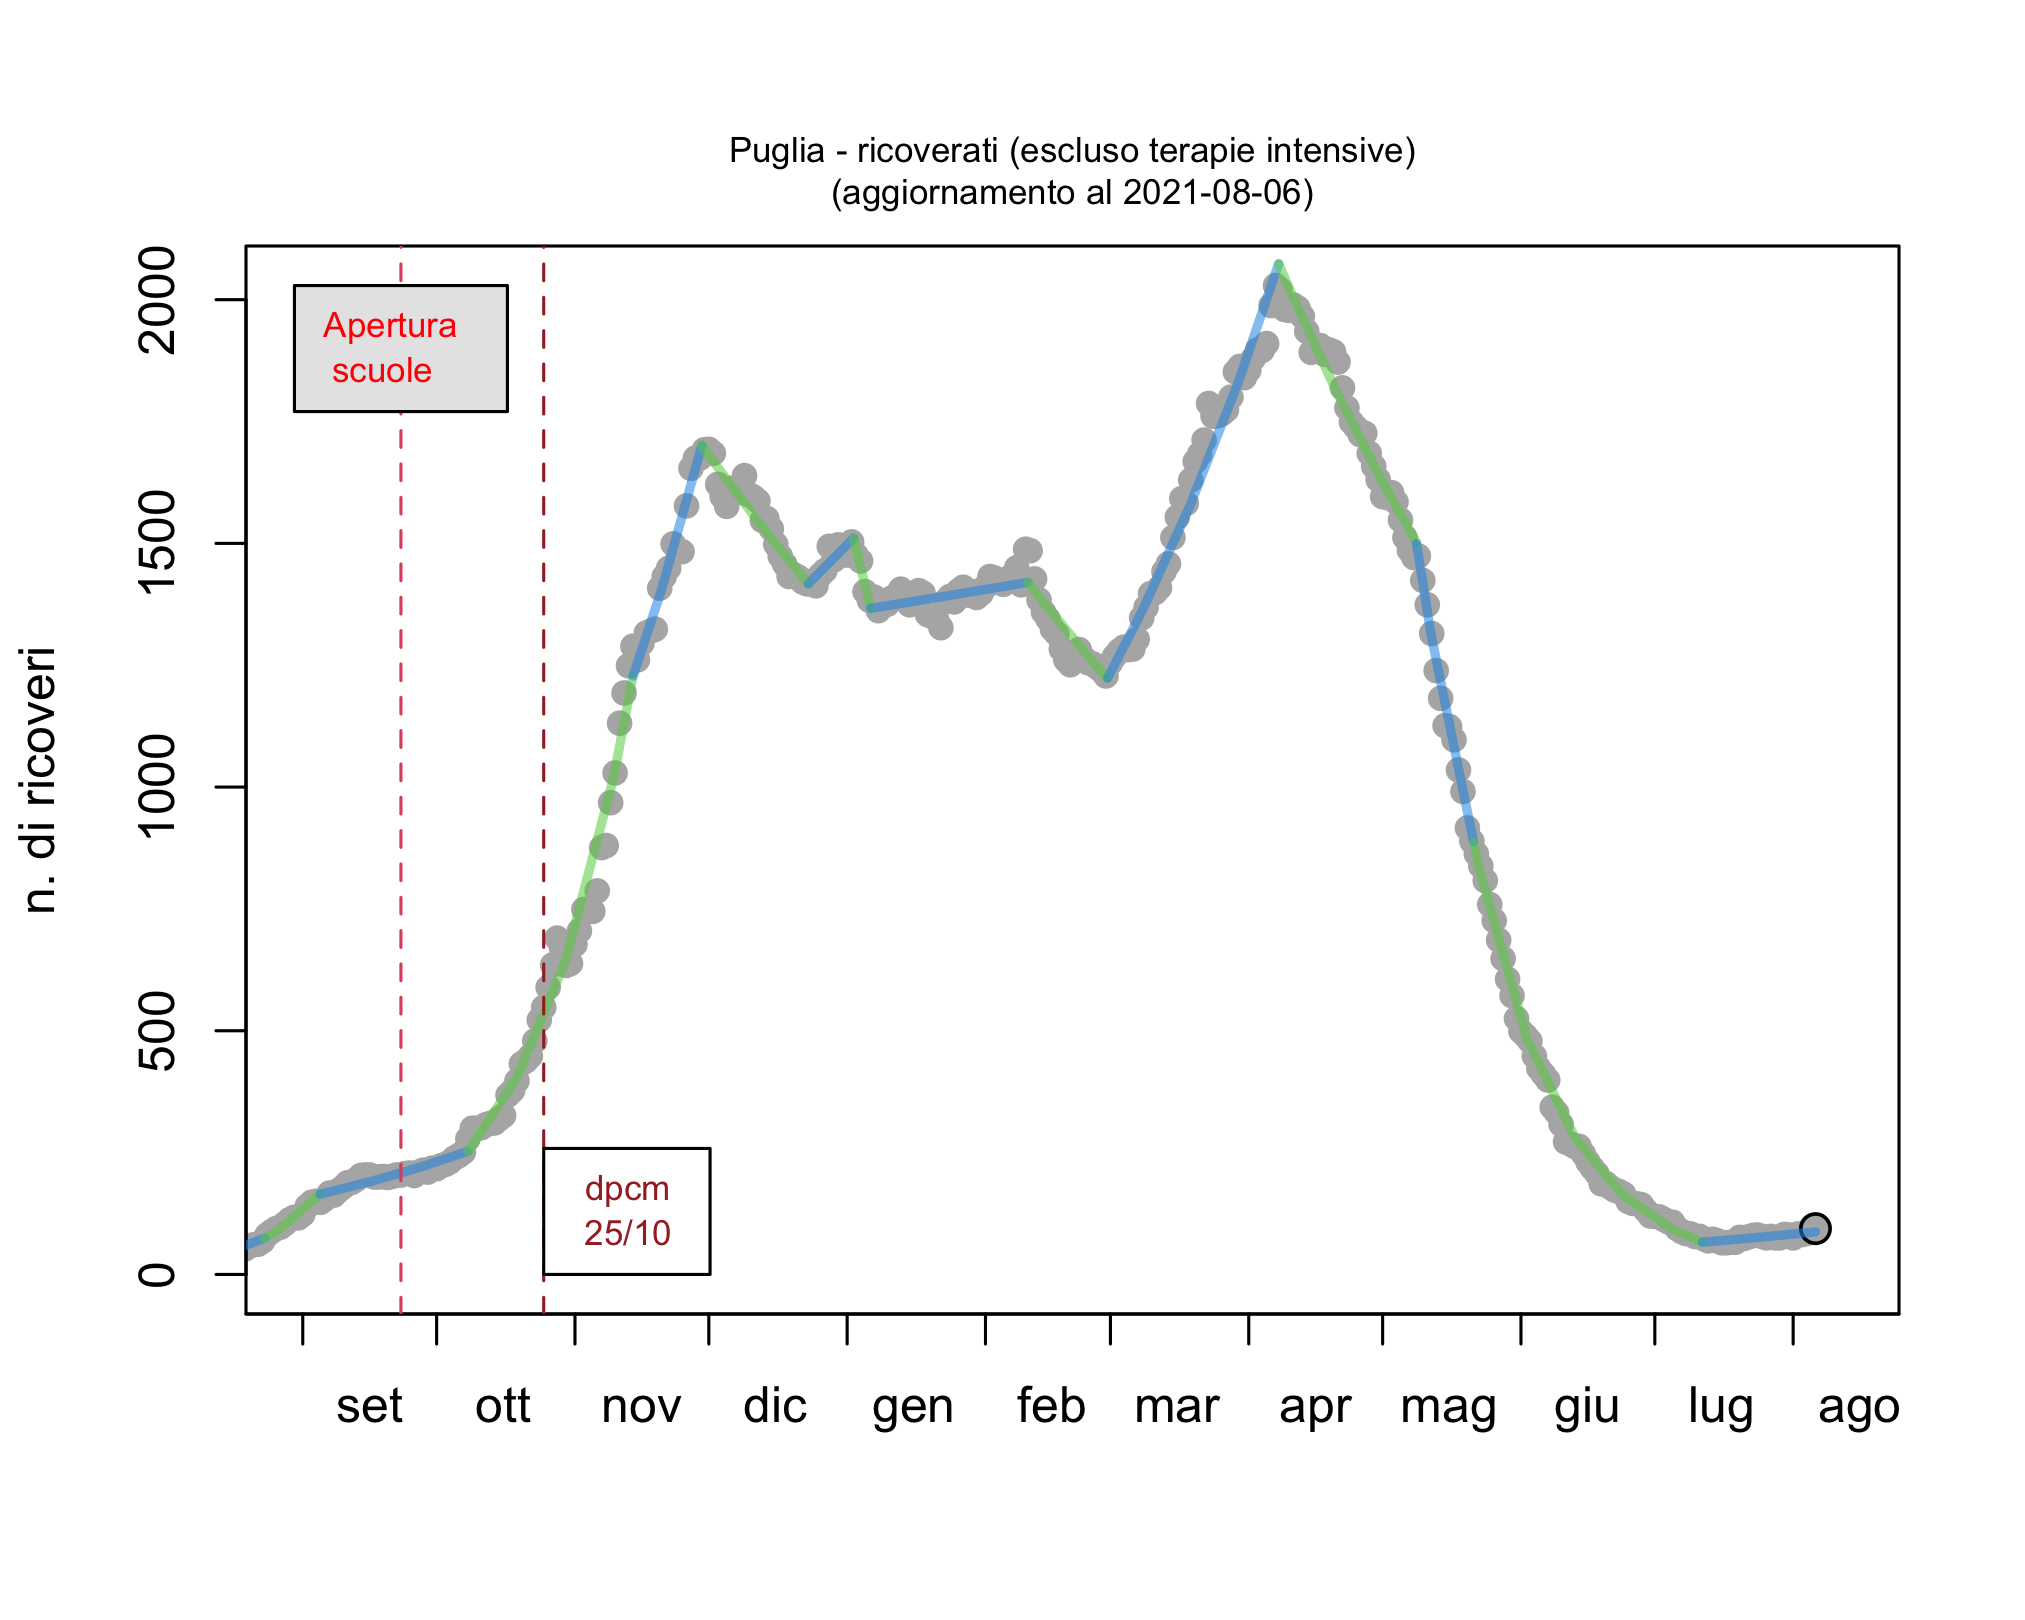 Puglia - ricoverati (escluso terapie intensive)
(aggiornamento al 2021-08-06)
n. di ricoveri
2000
1500
1000
500
0
Apertura
scuole
dpcm
25/10
set ott nov dic gen feb mar apr mag giu lug ago